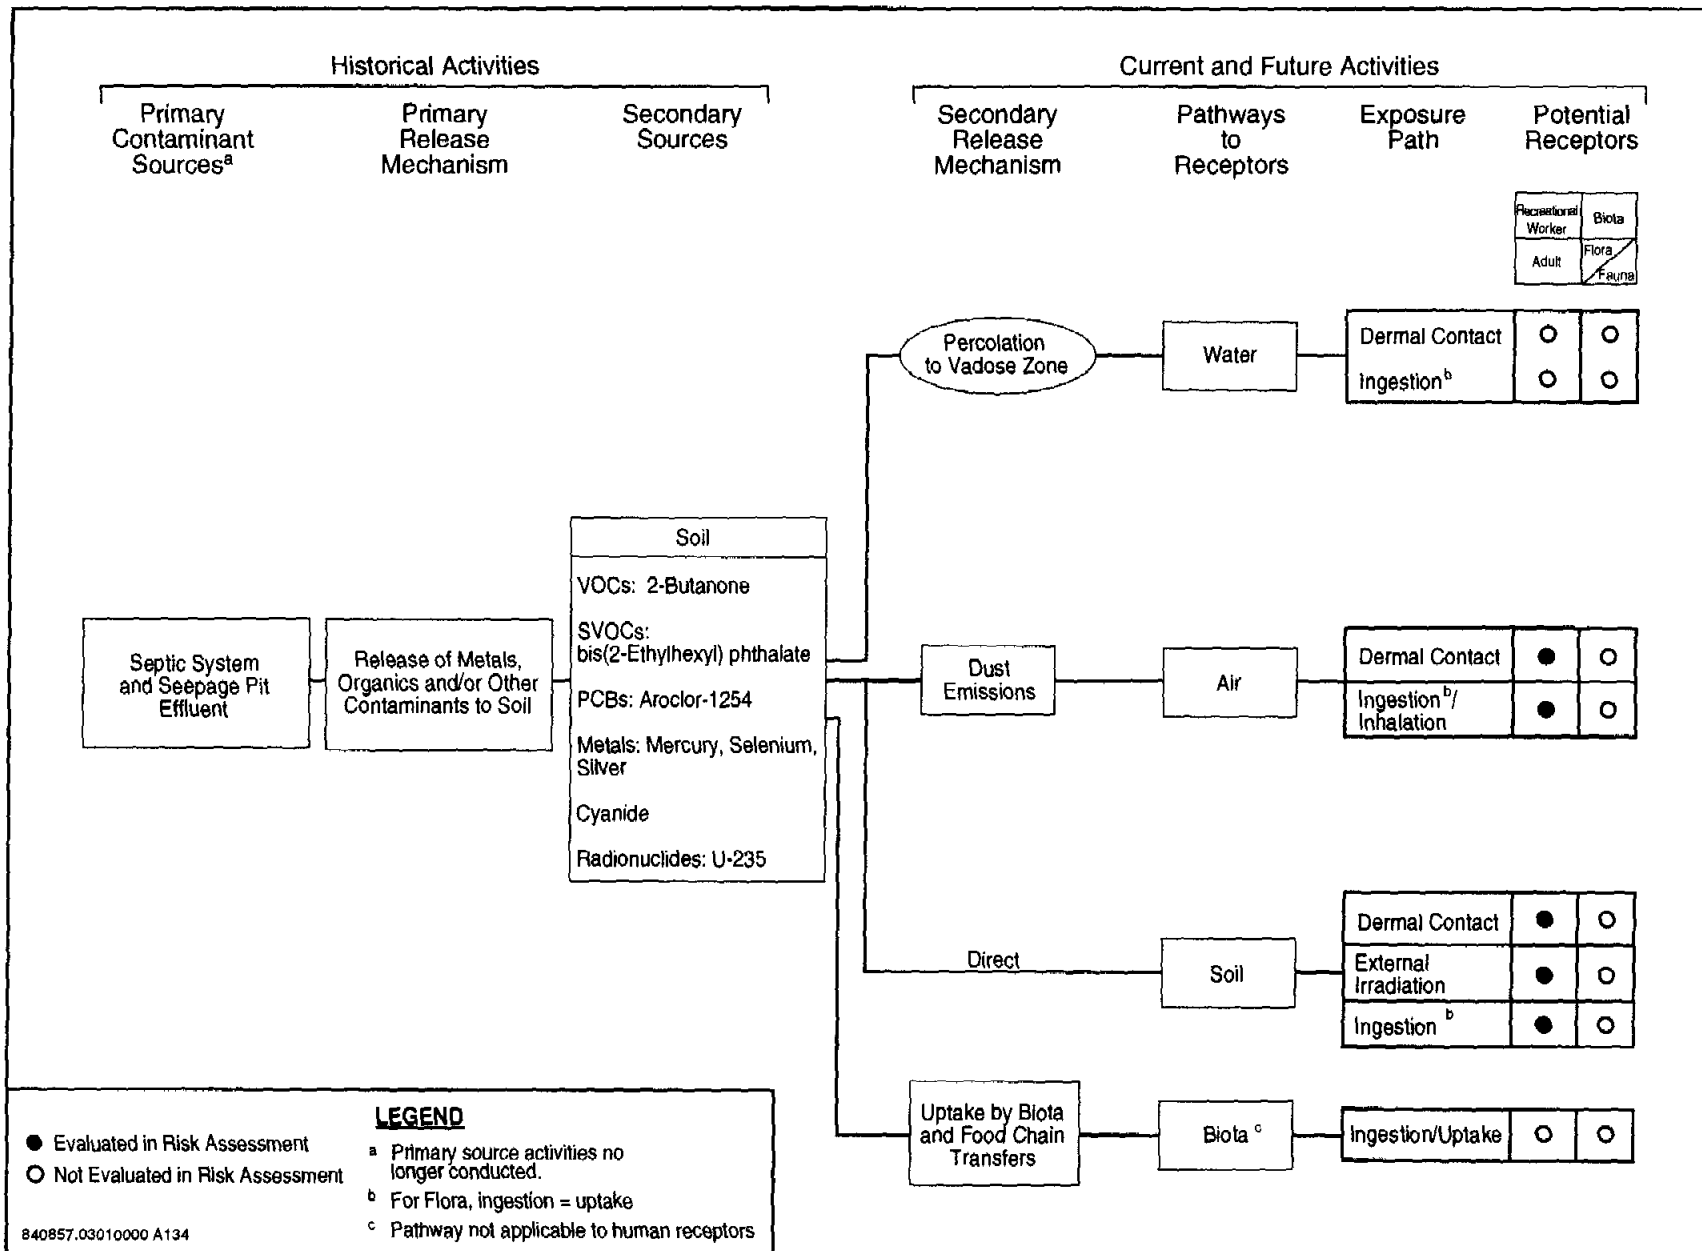 Historical Activities
Current and Future Activities
Primary
Contaminant
Sourcesᵃ
Primary
Release
Mechanism
Secondary
Sources
Secondary
Release
Mechanism
Pathways
to
Receptors
Exposure
Path
Potential
Receptors
Recreational
Worker
Biota
Adult
Flora
Fauna
Percolation
to Vadose Zone
Water
Dermal Contact
Ingestionᵇ
Soil
VOCs: 2-Butanone
SVOCs:
bis(2-Ethylhexyl) phthalate
PCBs: Aroclor-1254
Metals: Mercury, Selenium,
Silver
Cyanide
Radionuclides: U-235
Septic System
and Seepage Pit
Effluent
Release of Metals,
Organics and/or Other
Contaminants to Soil
Dust
Emissions
Air
Dermal Contact
Ingestionᵇ/
Inhalation
Direct
Soil
Dermal Contact
External
Irradiation
Ingestion ᵇ
Uptake by Biota
and Food Chain
Transfers
Biota ᶜ
Ingestion/Uptake
LEGEND
● Evaluated in Risk Assessment
○ Not Evaluated in Risk Assessment
ᵃ Primary source activities no
longer conducted.
ᵇ For Flora, ingestion = uptake
ᶜ Pathway not applicable to human receptors
840857.03010000 A134